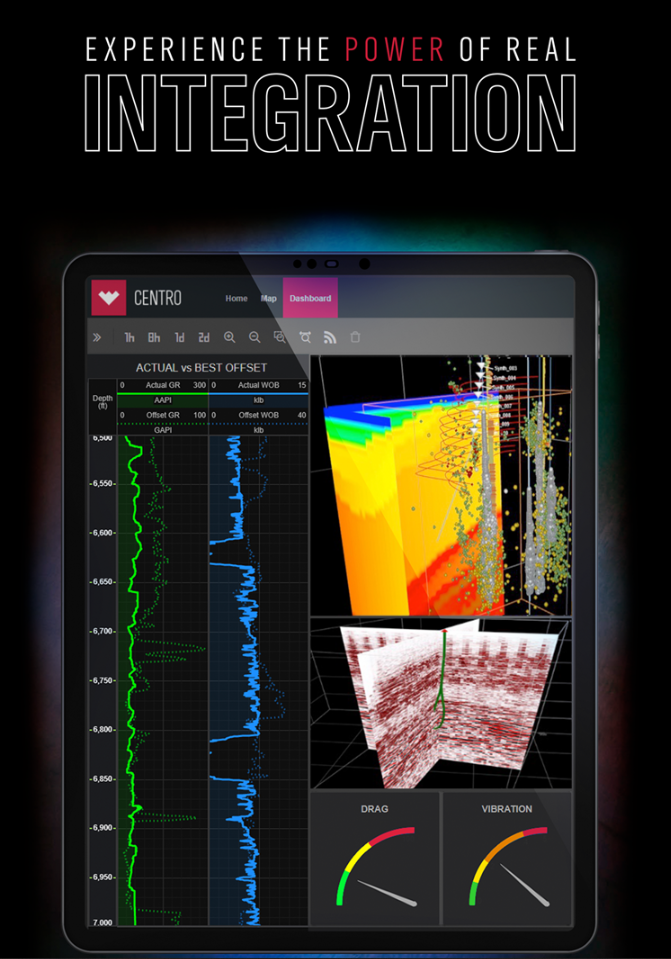 EXPERIENCE THE POWER OF REAL
INTEGRATION
CENTRO
Home Map Dashboard
1h 8h 1d 2d
ACTUAL vs BEST OFFSET
Depth (ft)
0 Actual GR 300 0 Actual WOB 15
AAPI klb
0 Offset GR 100 0 Offset WOB 40
GAPI klb
6,500
6,550
6,600
6,650
6,700
6,750
6,800
6,850
6,900
6,950
7,000
Synth_003
Synth_004
DRAG VIBRATION